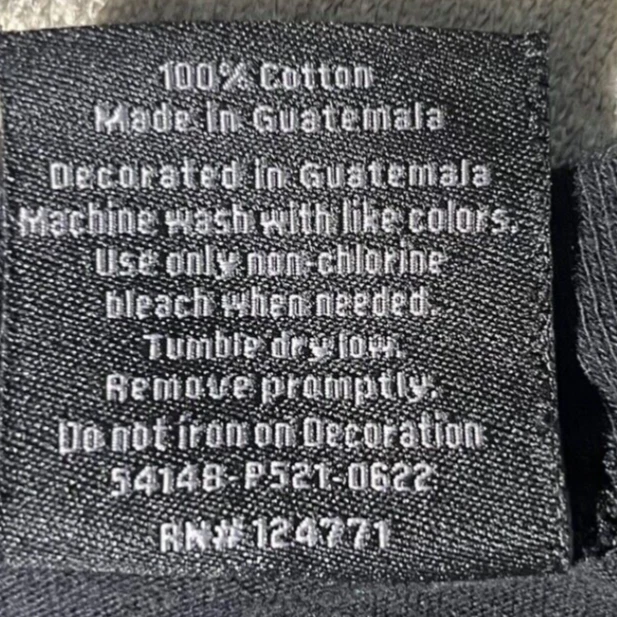 100% Cotton
Made in Guatemala
Decorated in Guatemala
Machine wash with like colors.
Use only non-chlorine
bleach when needed.
Tumble dry low.
Remove promptly.
Do not iron on Decoration
54148-P521-0622
RN# 124771